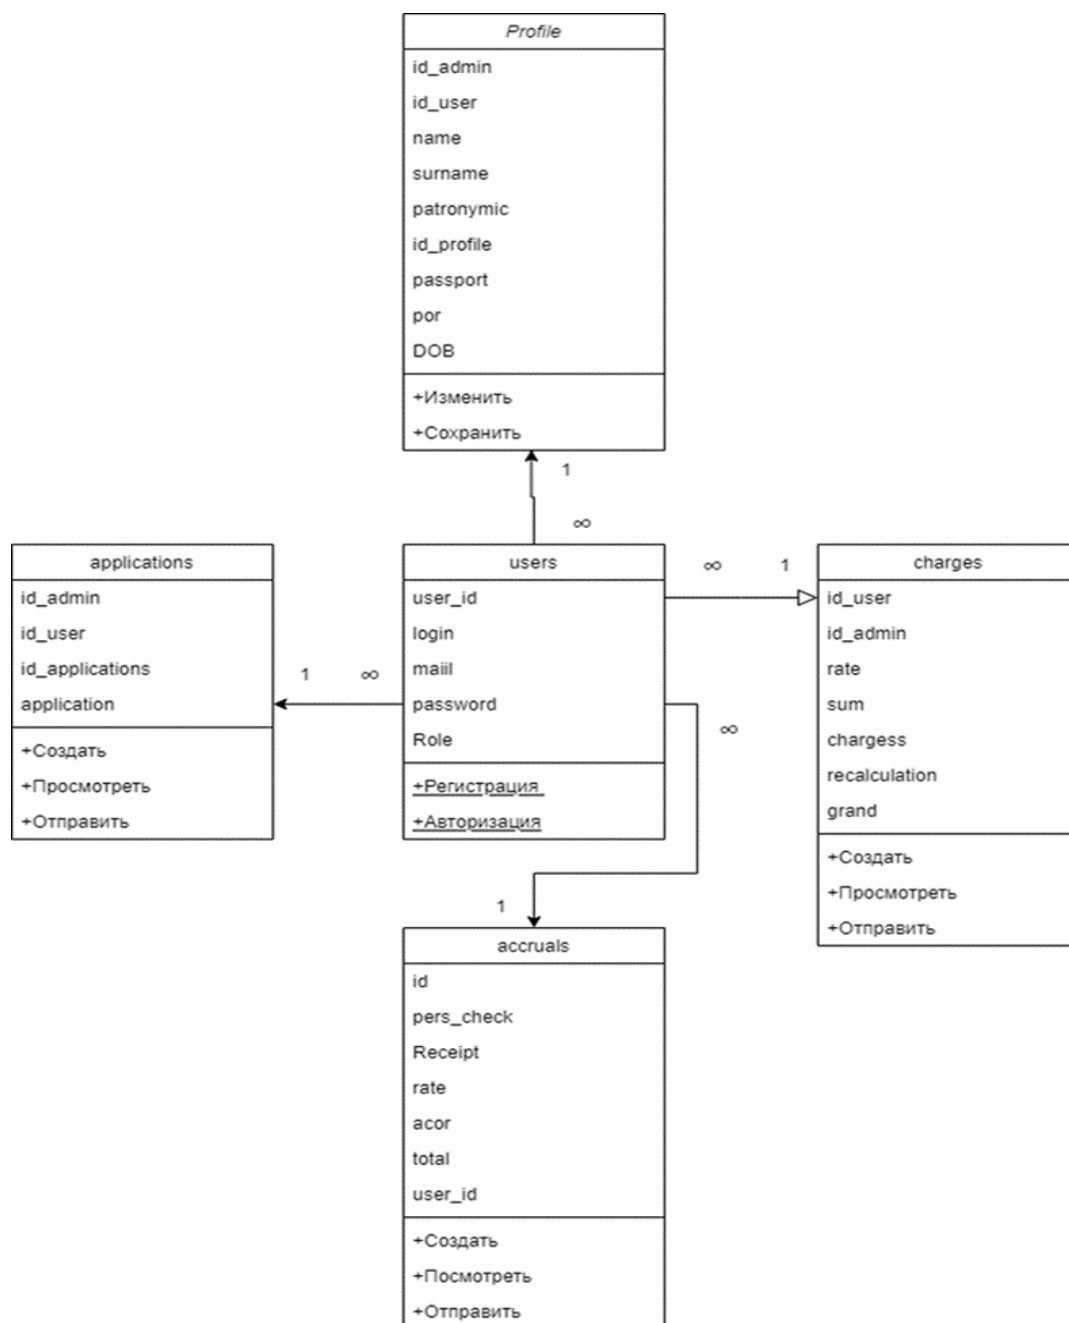 Profile
id_admin
id_user
name
surname
patronymic
id_profile
passport
por
DOB
+Изменить
+Сохранить
1
∞
applications
id_admin
id_user
id_applications
application
+Создать
+Просмотреть
+Отправить
1 ∞
users
user_id
login
maiil
password
Role
+Регистрация
+Авторизация
∞ 1
charges
id_user
id_admin
rate
sum
chargess
recalculation
grand
+Создать
+Просмотреть
+Отправить
∞
1
accruals
id
pers_check
Receipt
rate
acor
total
user_id
+Создать
+Посмотреть
+Отправить